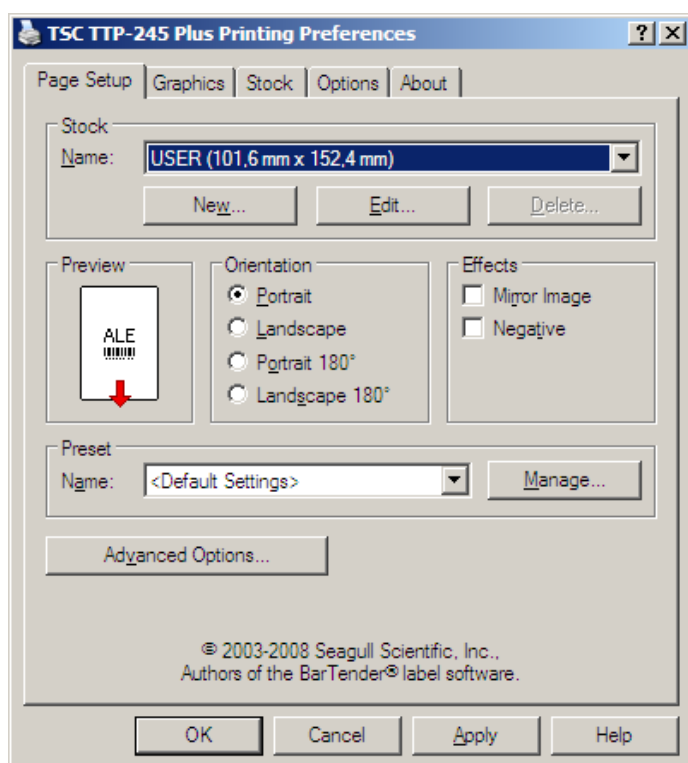 TSC TTP-245 Plus Printing Preferences
Page Setup Graphics Stock Options About
Stock
Name: USER (101,6 mm x 152,4 mm)
New... Edit... Delete...
Preview Orientation Effects
Portrait Mirror Image
ALE Landscape Negative
Portrait 180°
Landscape 180°
Preset
Name: <Default Settings> Manage...
Advanced Options...
© 2003-2008 Seagull Scientific, Inc.,
Authors of the BarTender® label software.
OK Cancel Apply Help